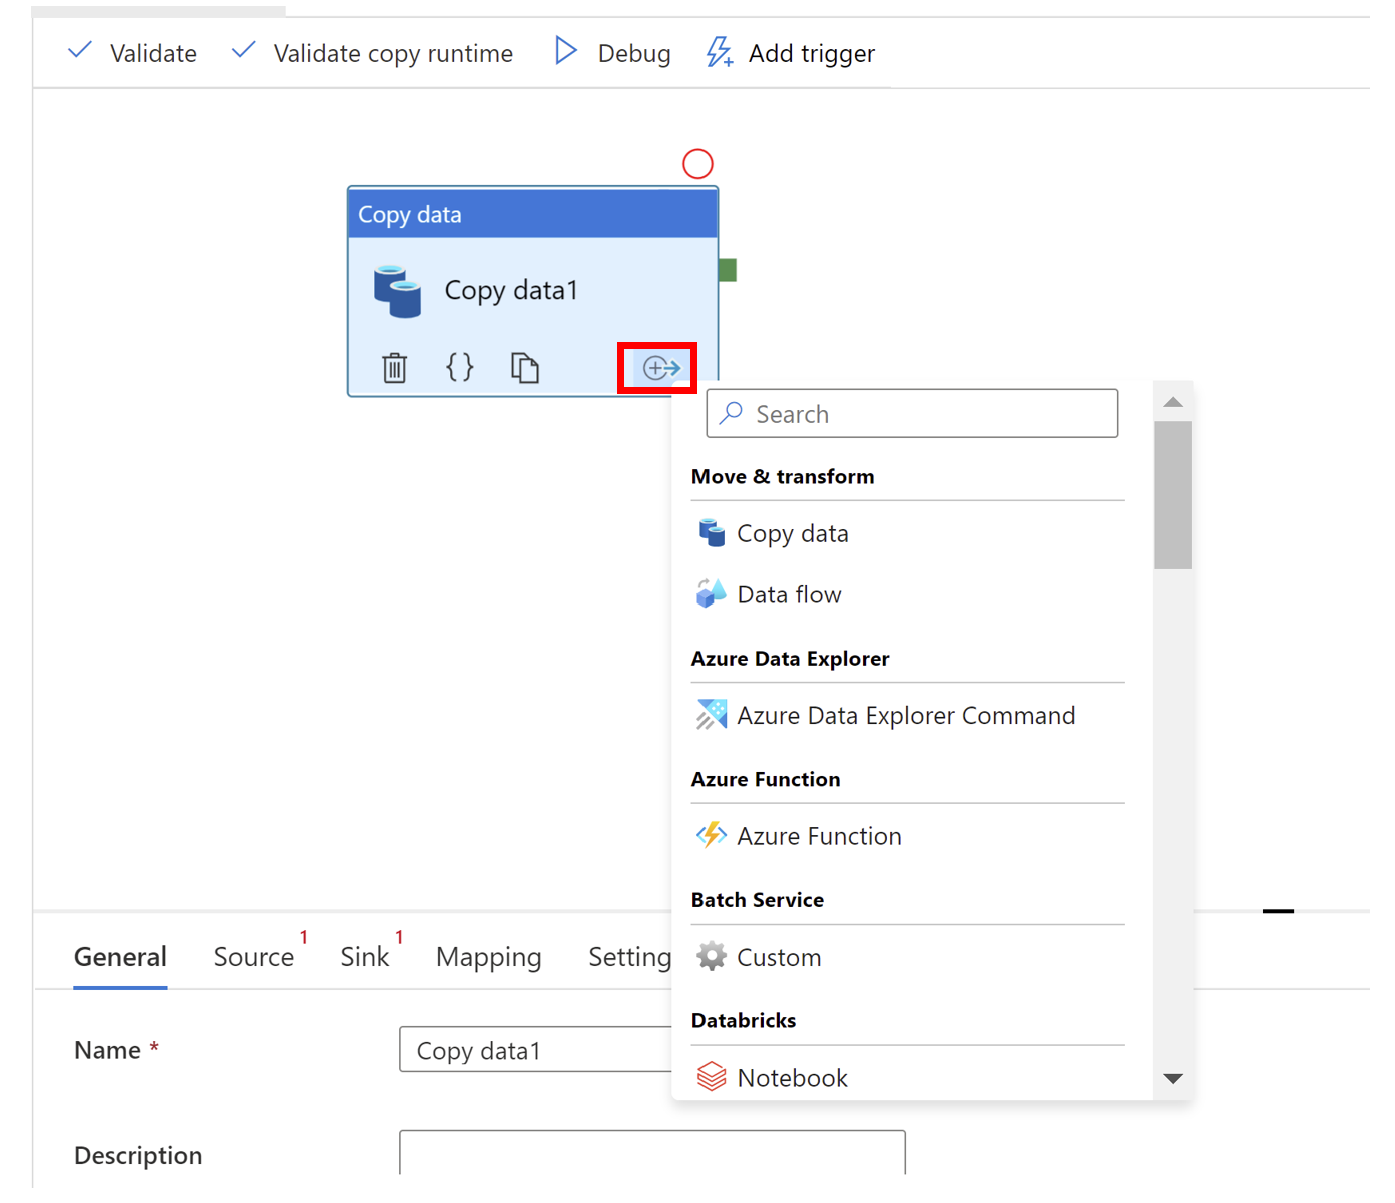 Validate Validate copy runtime Debug Add trigger
Copy data
Copy data1
{}
Search
Move & transform
Copy data
Data flow
Azure Data Explorer
Azure Data Explorer Command
Azure Function
Azure Function
Batch Service
Custom
Databricks
Notebook
General Source 1 Sink 1 Mapping Setting
Name * Copy data1
Description